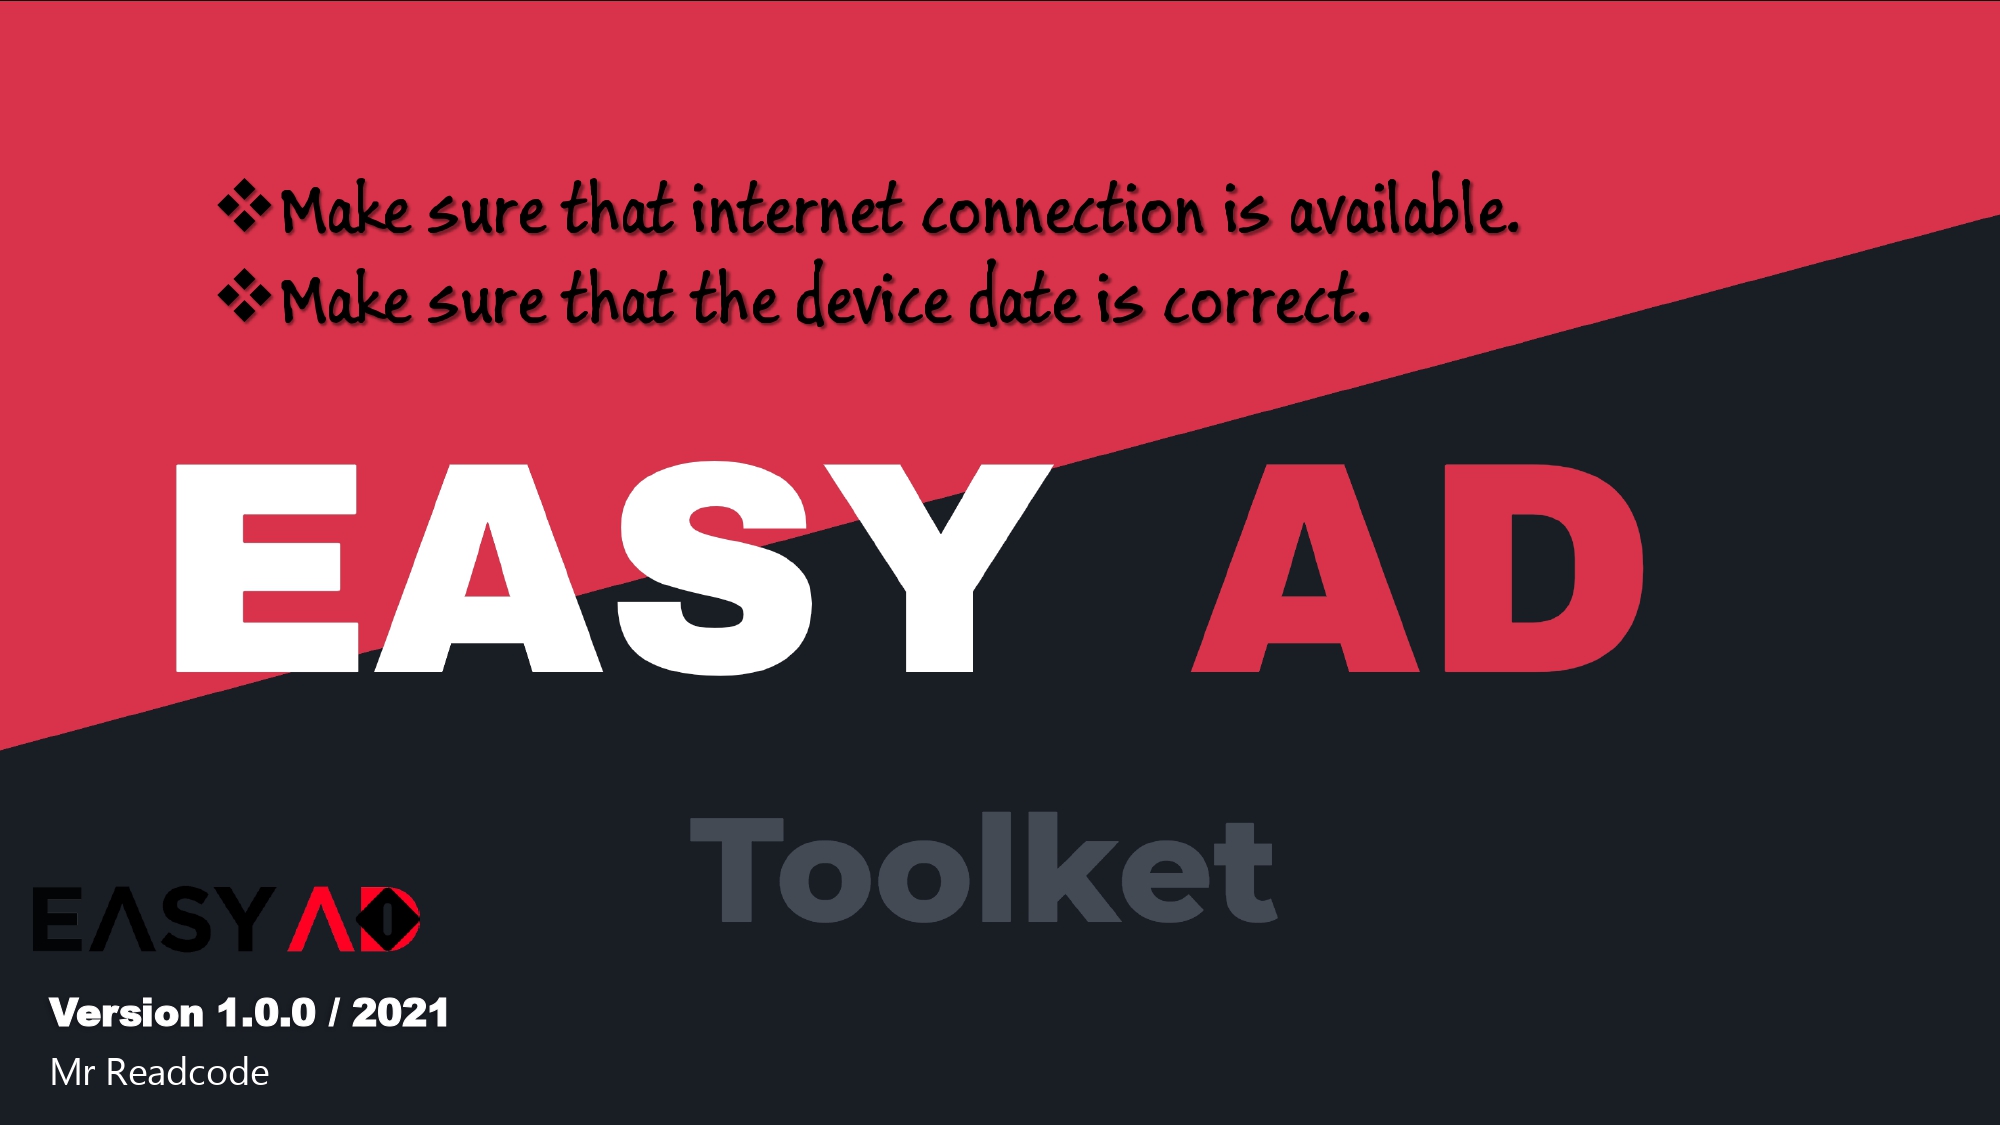 ❖Make sure that internet connection is available.
❖Make sure that the device date is correct.
EASY AD
Toolket
EASY AD
Version 1.0.0 / 2021
Mr Readcode